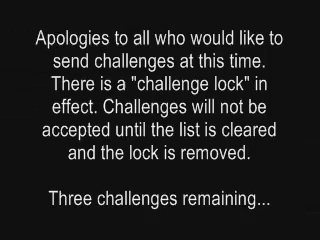 Apologies to all who would like to
send challenges at this time.
There is a "challenge lock" in
effect. Challenges will not be
accepted until the list is cleared
and the lock is removed.
Three challenges remaining...